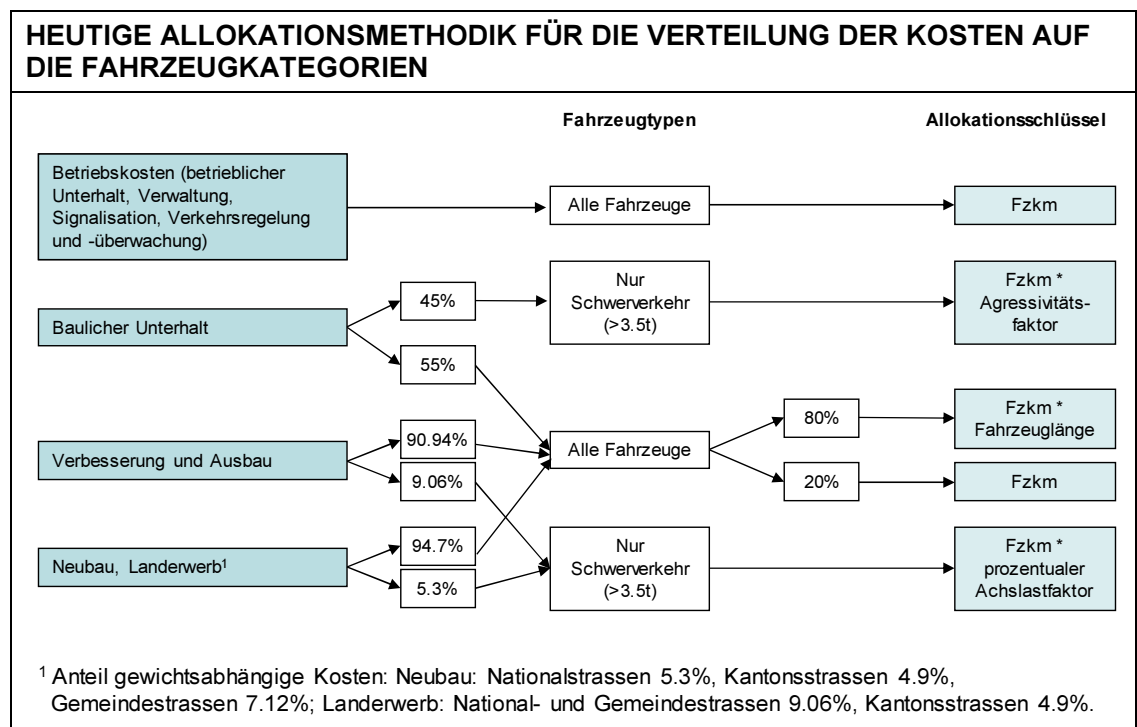 HEUTIGE ALLOKATIONSMETHODIK FÜR DIE VERTEILUNG DER KOSTEN AUF
DIE FAHRZEUGKATEGORIEN
Fahrzeugtypen
Allokationsschlüssel
Betriebskosten (betrieblicher
Unterhalt, Verwaltung,
Signalisation, Verkehrsregelung
und -überwachung)
Alle Fahrzeuge
Fzkm
Baulicher Unterhalt
45%
55%
Nur
Schwerverkehr
(>3.5t)
Fzkm *
Agressivitäts-
faktor
Verbesserung und Ausbau
90.94%
9.06%
Alle Fahrzeuge
80%
20%
Fzkm *
Fahrzeuglänge
Fzkm
Neubau, Landerwerb¹
94.7%
5.3%
Nur
Schwerverkehr
(>3.5t)
Fzkm *
prozentualer
Achslastfaktor
¹ Anteil gewichtsabhängige Kosten: Neubau: Nationalstrassen 5.3%, Kantonsstrassen 4.9%,
Gemeindestrassen 7.12%; Landerwerb: National- und Gemeindestrassen 9.06%, Kantonsstrassen 4.9%.